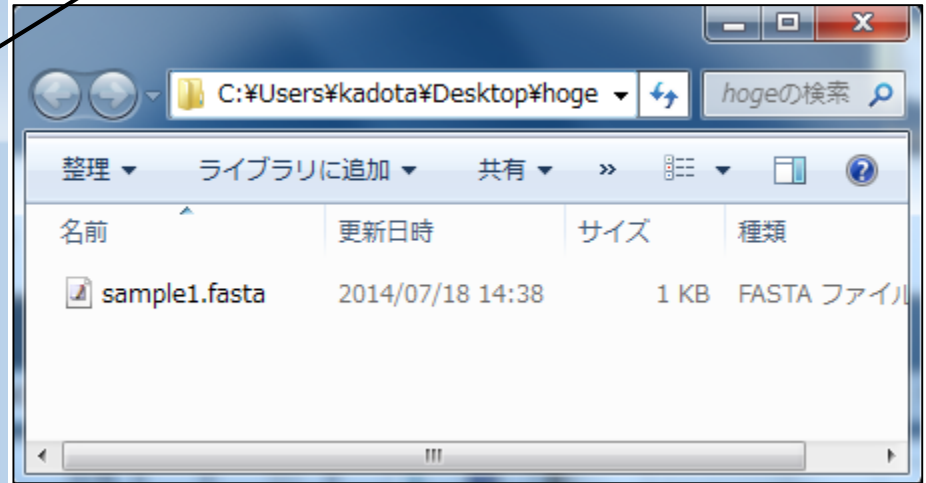 C:¥Users¥kadota¥Desktop¥hoge
hogeの検索
整理 ライブラリに追加 共有 »
名前 更新日時 サイズ 種類
sample1.fasta 2014/07/18 14:38 1 KB FASTA ファイル